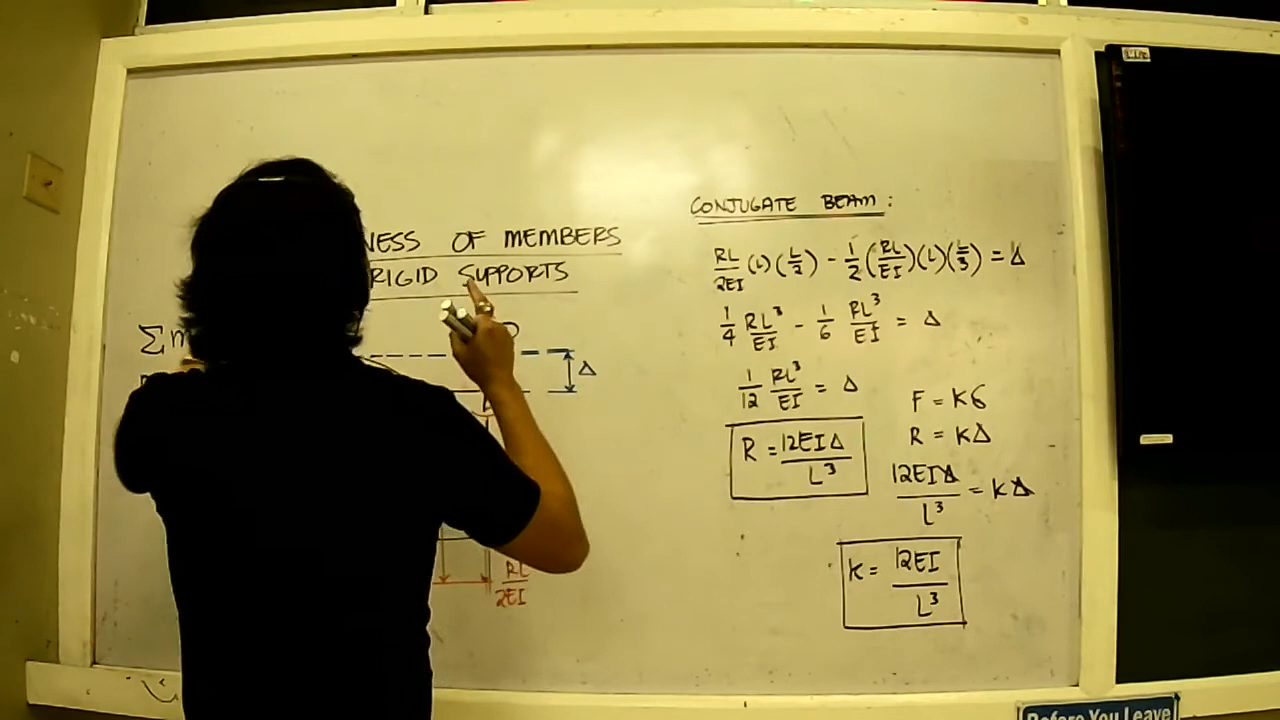 NESS OF MEMBERS
RIGID SUPPORTS
Σ m
Δ
RL/2EI
CONJUGATE BEAM:
RL/2EI (L)(L/2) - 1/2 (RL/EI)(L)(L/3) = Δ
1/4 RL³/EI - 1/6 RL³/EI = Δ
1/12 RL³/EI = Δ
R = 12EIΔ/L³
F = Kδ
R = KΔ
12EIΔ/L³ = KΔ
K = 12EI/L³
Before You Leave